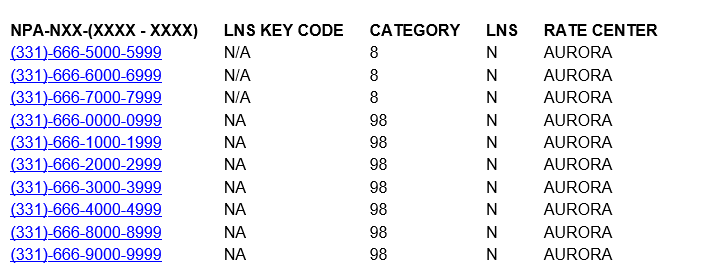 NPA-NXX-(XXXX - XXXX) LNS KEY CODE CATEGORY LNS RATE CENTER
(331)-666-5000-5999 N/A 8 N AURORA
(331)-666-6000-6999 N/A 8 N AURORA
(331)-666-7000-7999 N/A 8 N AURORA
(331)-666-0000-0999 NA 98 N AURORA
(331)-666-1000-1999 NA 98 N AURORA
(331)-666-2000-2999 NA 98 N AURORA
(331)-666-3000-3999 NA 98 N AURORA
(331)-666-4000-4999 NA 98 N AURORA
(331)-666-8000-8999 NA 98 N AURORA
(331)-666-9000-9999 NA 98 N AURORA